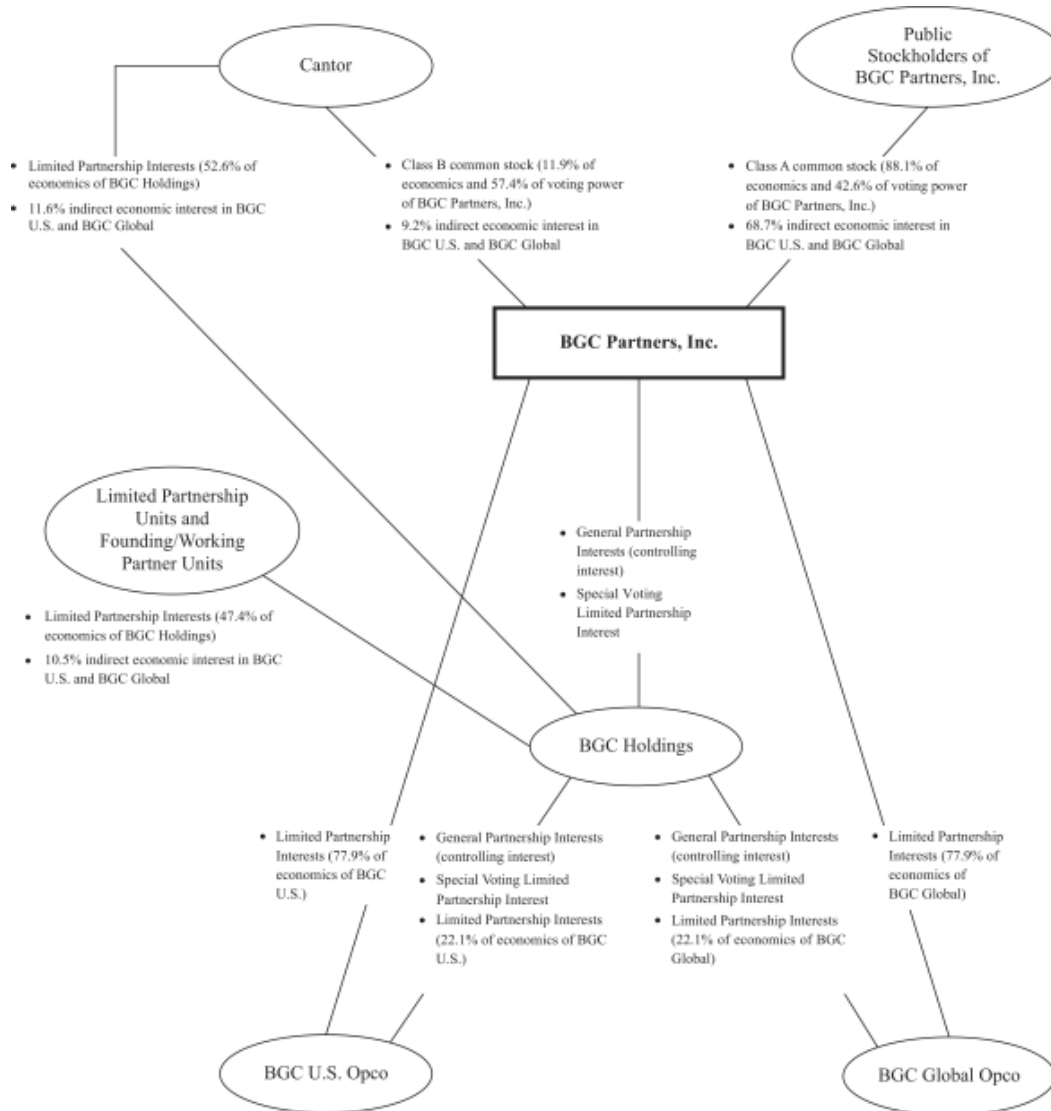 Cantor
Public
Stockholders of
BGC Partners, Inc.
• Limited Partnership Interests (52.6% of
economics of BGC Holdings)
• 11.6% indirect economic interest in BGC
U.S. and BGC Global
• Class B common stock (11.9% of
economics and 57.4% of voting power
of BGC Partners, Inc.)
• 9.2% indirect economic interest in
BGC U.S. and BGC Global
• Class A common stock (88.1% of
economics and 42.6% of voting power
of BGC Partners, Inc.)
• 68.7% indirect economic interest in
BGC U.S. and BGC Global
BGC Partners, Inc.
Limited Partnership
Units and
Founding/Working
Partner Units
• Limited Partnership Interests (47.4% of
economics of BGC Holdings)
• 10.5% indirect economic interest in BGC
U.S. and BGC Global
• General Partnership
Interests (controlling
interest)
• Special Voting
Limited Partnership
Interest
BGC Holdings
• Limited Partnership
Interests (77.9% of
economics of BGC
U.S.)
• General Partnership Interests
(controlling interest)
• Special Voting Limited
Partnership Interest
• Limited Partnership Interests
(22.1% of economics of BGC
U.S.)
• General Partnership Interests
(controlling interest)
• Special Voting Limited
Partnership Interest
• Limited Partnership Interests
(22.1% of economics of BGC
Global)
• Limited Partnership
Interests (77.9% of
economics of
BGC Global)
BGC U.S. Opco
BGC Global Opco